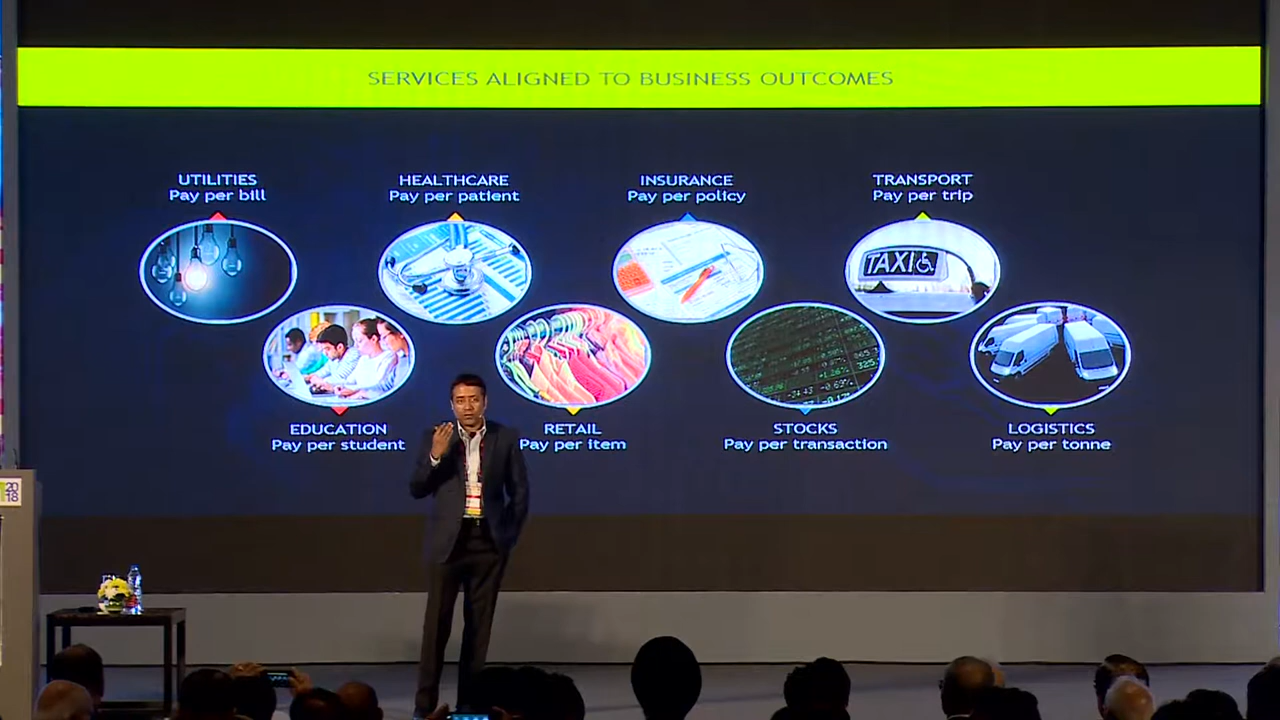 SERVICES ALIGNED TO BUSINESS OUTCOMES
UTILITIES
Pay per bill
HEALTHCARE
Pay per patient
INSURANCE
Pay per policy
TRANSPORT
Pay per trip
TAXI
EDUCATION
Pay per student
RETAIL
Pay per item
STOCKS
Pay per transaction
LOGISTICS
Pay per tonne
20
18